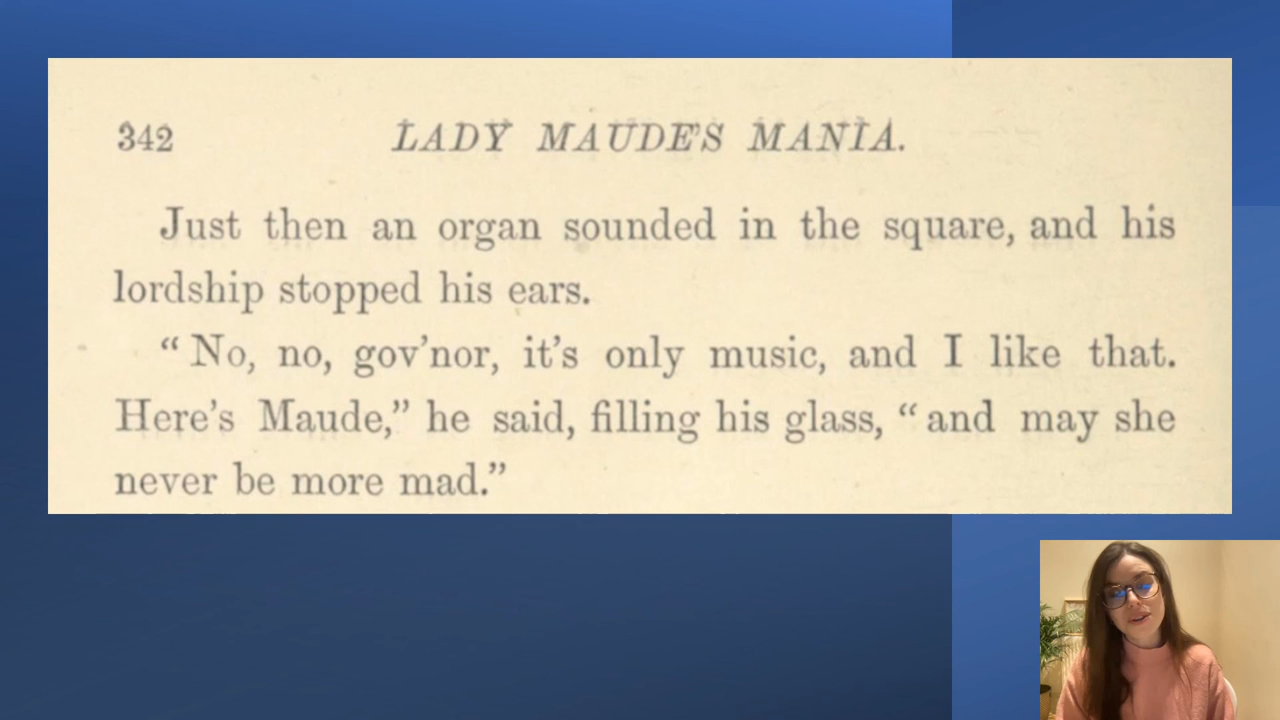 342 LADY MAUDE'S MANIA.
Just then an organ sounded in the square, and his
lordship stopped his ears.
“ No, no, gov'nor, it's only music, and I like that.
Here's Maude,” he said, filling his glass, “ and may she
never be more mad.”